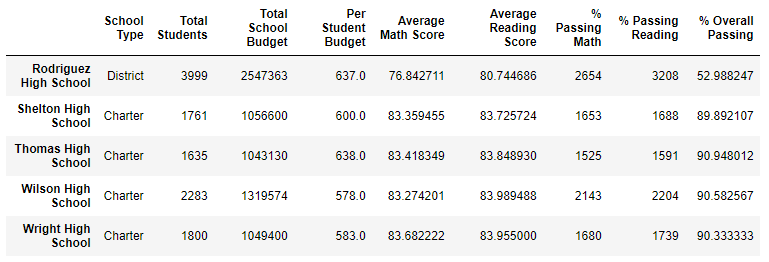 School Type Total Students Total School Budget Per Student Budget Average Math Score Average Reading Score % Passing Math % Passing Reading % Overall Passing
Rodriguez High School District 3999 2547363 637.0 76.842711 80.744686 2654 3208 52.988247
Shelton High School Charter 1761 1056600 600.0 83.359455 83.725724 1653 1688 89.892107
Thomas High School Charter 1635 1043130 638.0 83.418349 83.848930 1525 1591 90.948012
Wilson High School Charter 2283 1319574 578.0 83.274201 83.989488 2143 2204 90.582567
Wright High School Charter 1800 1049400 583.0 83.682222 83.955000 1680 1739 90.333333